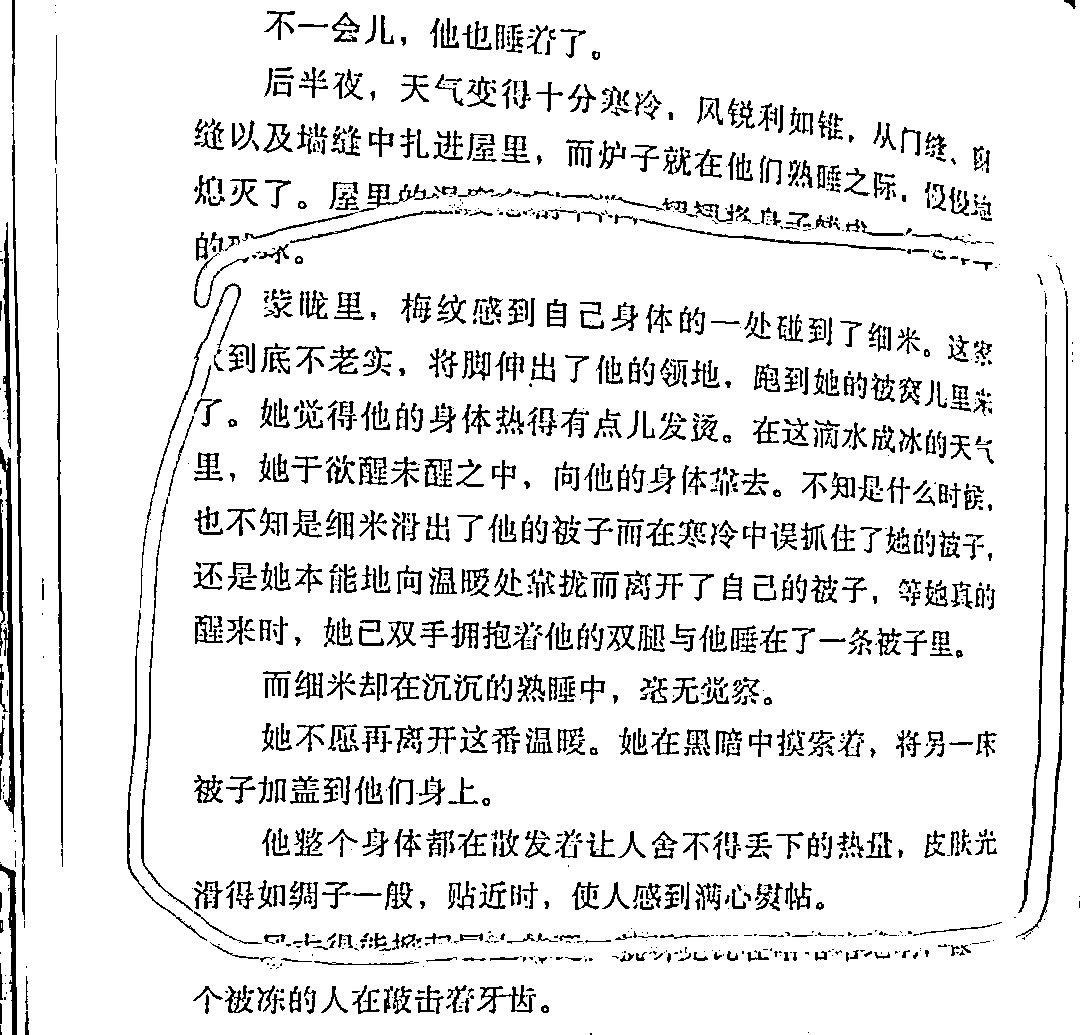 不一会儿，他也睡着了。
后半夜，天气变得十分寒冷，风锐利如锥，从门缝、窗
缝以及墙缝中扎进屋里，而炉子就在他们熟睡之际，慢慢地
熄灭了。屋里的
的
蒙眬里，梅纹感到自己身体的一处碰到了细米。这家
伙到底不老实，将脚伸出了他的领地，跑到她的被窝儿里来
了。她觉得他的身体热得有点儿发烫。在这滴水成冰的天气
里，她于欲醒未醒之中，向他的身体靠去。不知是什么时候，
也不知是细米滑出了他的被子而在寒冷中误抓住了她的被子，
还是她本能地向温暖处靠拢而离开了自己的被子，等她真的
醒来时，她已双手拥抱着他的双腿与他睡在了一条被子里。
而细米却在沉沉的熟睡中，毫无觉察。
她不愿再离开这番温暖。她在黑暗中摸索着，将另一床
被子加盖到他们身上。
他整个身体都在散发着让人舍不得丢下的热量，皮肤光
滑得如绸子一般，贴近时，使人感到满心熨帖。
个被冻的人在敲击着牙齿。